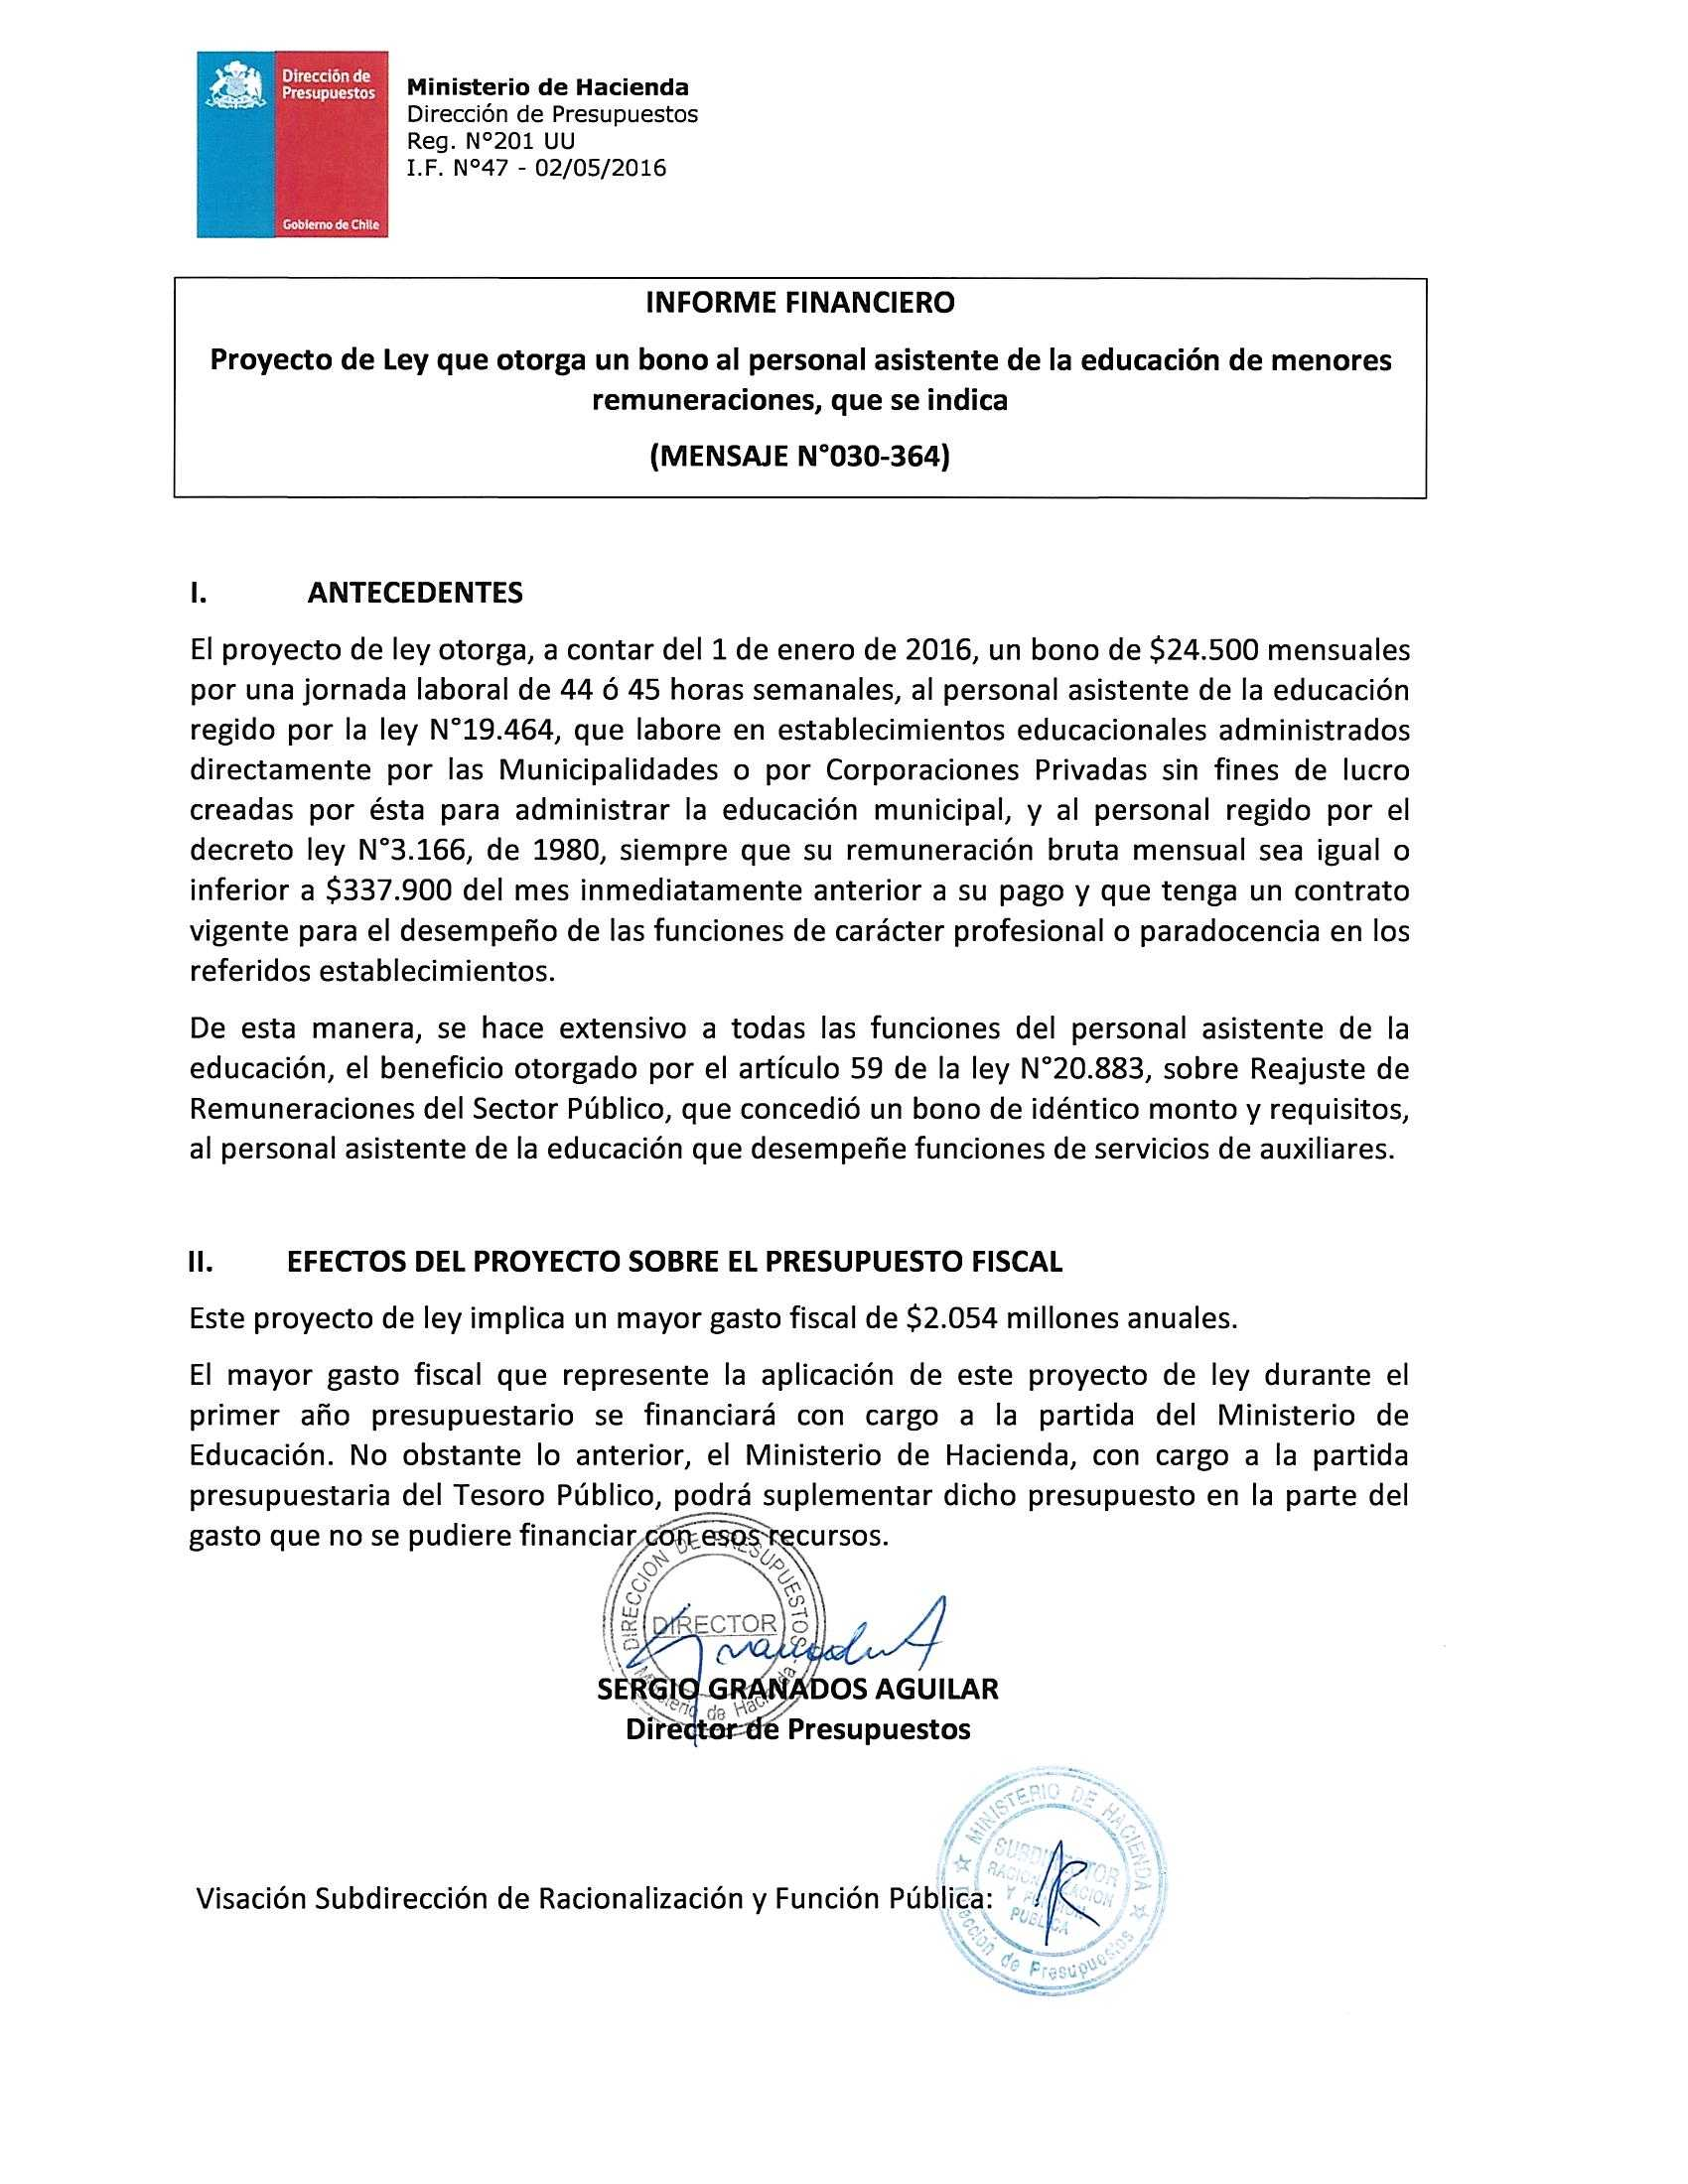 Dirección de
Presupuestos
Gobierno de Chile
Ministerio de Hacienda
Dirección de Presupuestos
Reg. N°201 UU
I.F. N°47 - 02/05/2016
INFORME FINANCIERO
Proyecto de Ley que otorga un bono al personal asistente de la educación de menores
remuneraciones, que se indica
(MENSAJE N°030-364)
I. ANTECEDENTES
El proyecto de ley otorga, a contar del 1 de enero de 2016, un bono de $24.500 mensuales
por una jornada laboral de 44 ó 45 horas semanales, al personal asistente de la educación
regido por la ley N°19.464, que labore en establecimientos educacionales administrados
directamente por las Municipalidades o por Corporaciones Privadas sin fines de lucro
creadas por ésta para administrar la educación municipal, y al personal regido por el
decreto ley N°3.166, de 1980, siempre que su remuneración bruta mensual sea igual o
inferior a $337.900 del mes inmediatamente anterior a su pago y que tenga un contrato
vigente para el desempeño de las funciones de carácter profesional o paradocencia en los
referidos establecimientos.
De esta manera, se hace extensivo a todas las funciones del personal asistente de la
educación, el beneficio otorgado por el artículo 59 de la ley N°20.883, sobre Reajuste de
Remuneraciones del Sector Público, que concedió un bono de idéntico monto y requisitos,
al personal asistente de la educación que desempeñe funciones de servicios de auxiliares.
II. EFECTOS DEL PROYECTO SOBRE EL PRESUPUESTO FISCAL
Este proyecto de ley implica un mayor gasto fiscal de $2.054 millones anuales.
El mayor gasto fiscal que represente la aplicación de este proyecto de ley durante el
primer año presupuestario se financiará con cargo a la partida del Ministerio de
Educación. No obstante lo anterior, el Ministerio de Hacienda, con cargo a la partida
presupuestaria del Tesoro Público, podrá suplementar dicho presupuesto en la parte del
gasto que no se pudiere financiar con esos recursos.
DIRECCION DE PRESUPUESTOS
DIRECTOR
Ministerio de Hacienda
SERGIO GRANADOS AGUILAR
Director de Presupuestos
MINISTERIO DE HACIENDA
SUBDIRECTOR
RACIONALIZACION
Y FUNCION
PUBLICA
Dirección de Presupuestos
Visación Subdirección de Racionalización y Función Pública: